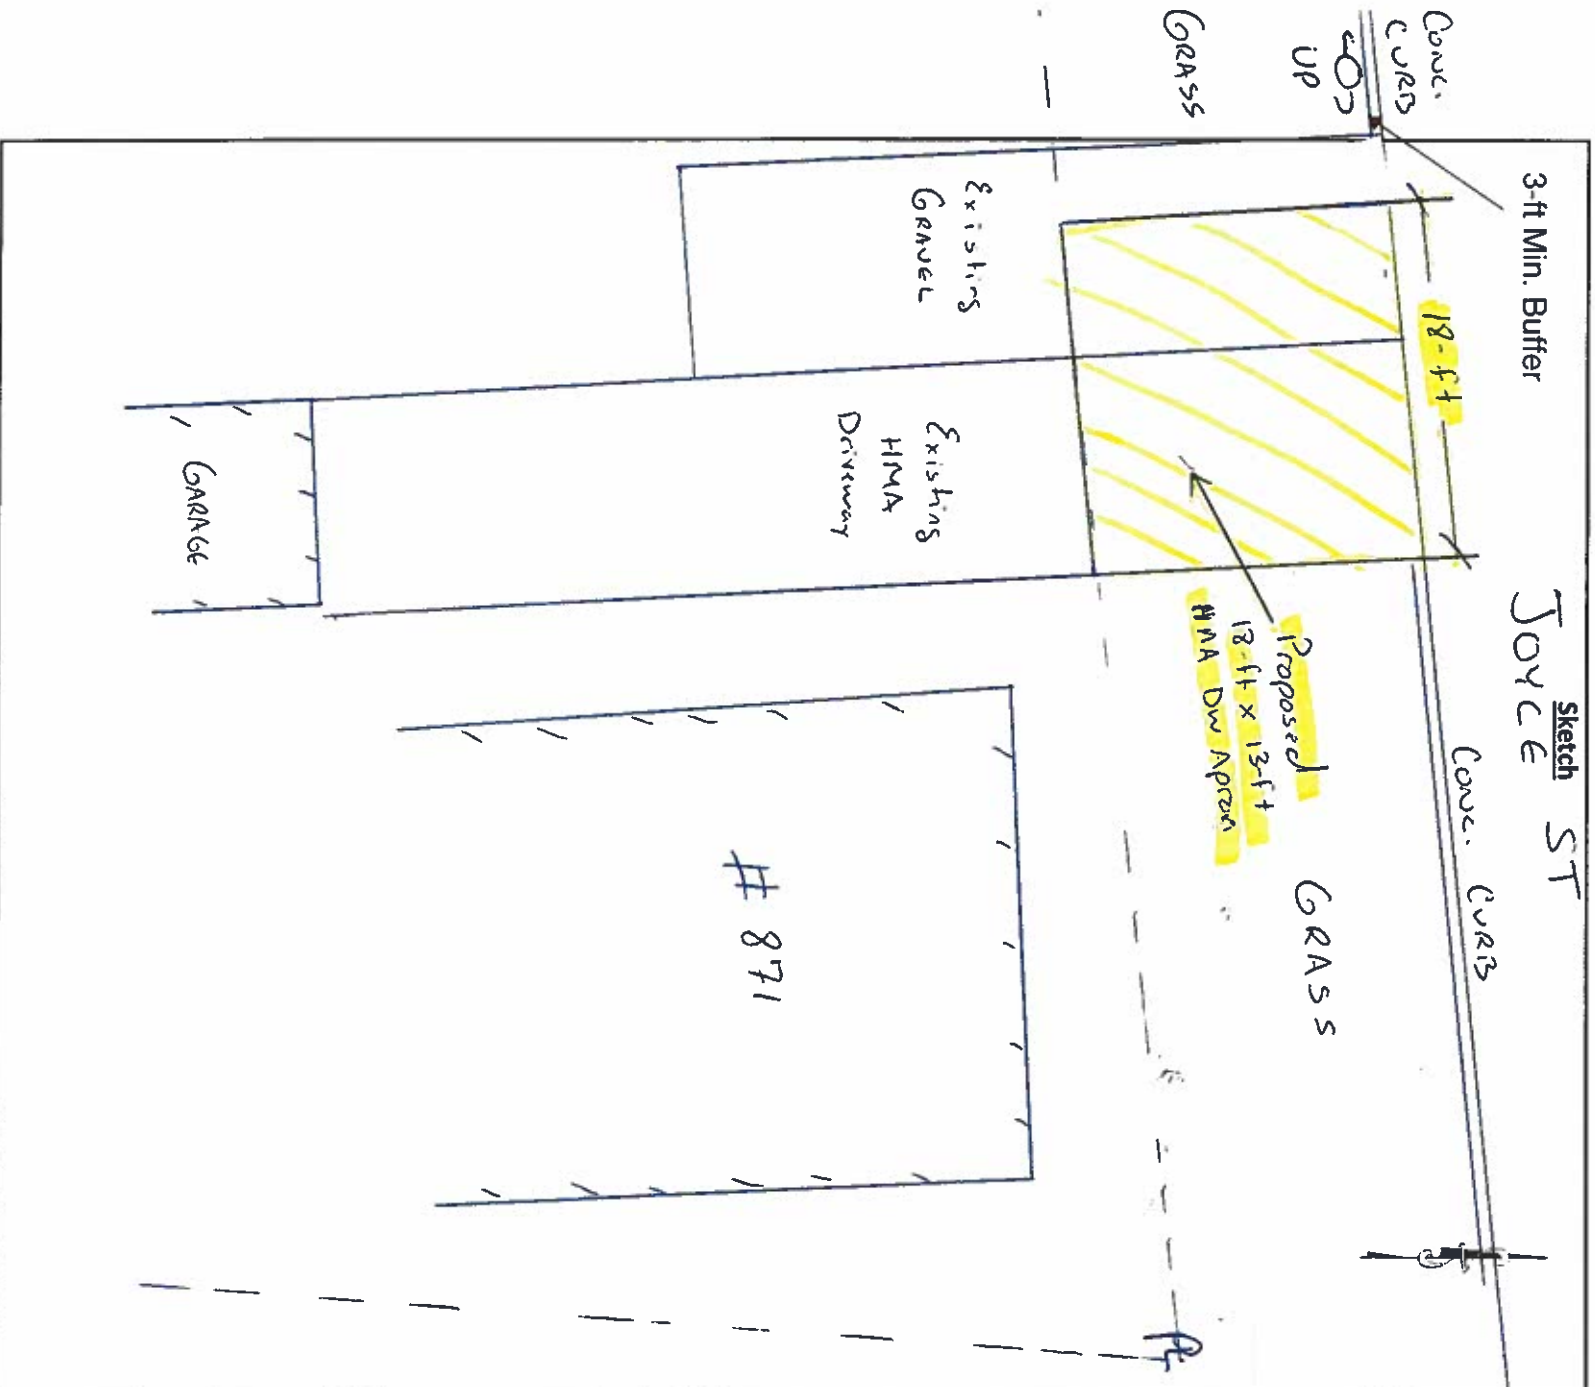 Sketch
JOYCE ST
3-ft Min. Buffer
CONC.
CURB
UP
GRASS
18-ft
CONC. CURB
Proposed
18-ft x 13-ft
HMA DW Apron
GRASS
Existing
GRAVEL
Existing
HMA
Driveway
GARAGE
# 871